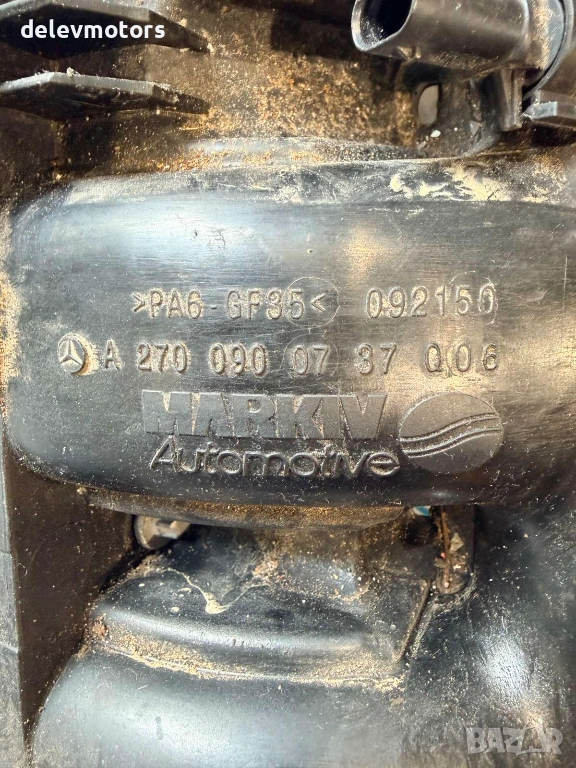 delevmotors
>PA6-GF35< 092150
A 270 090 07 37 Q06
MARKIV
Automotive
BAZAR